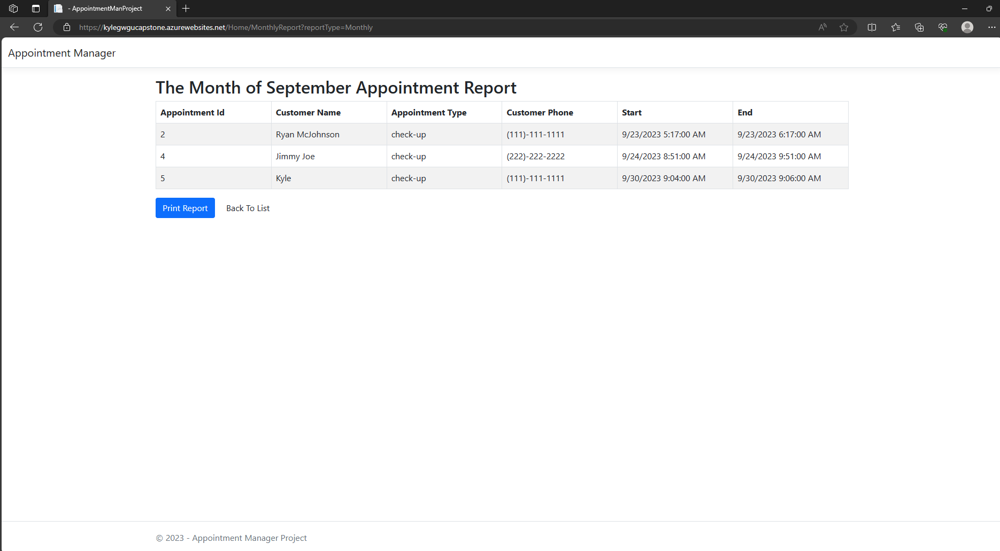 - AppointmentManProject
https://kylegwgucapstone.azurewebsites.net/Home/MonthlyReport?reportType=Monthly
Appointment Manager
The Month of September Appointment Report
Appointment Id Customer Name Appointment Type Customer Phone Start End
2 Ryan McJohnson check-up (111)-111-1111 9/23/2023 5:17:00 AM 9/23/2023 6:17:00 AM
4 Jimmy Joe check-up (222)-222-2222 9/24/2023 8:51:00 AM 9/24/2023 9:51:00 AM
5 Kyle check-up (111)-111-1111 9/30/2023 9:04:00 AM 9/30/2023 9:06:00 AM
Print Report Back To List
© 2023 - Appointment Manager Project